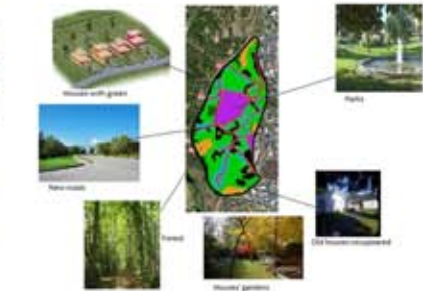 Houses with green
Parks
New roads
Forest
Old houses recuperated
Houses' gardens